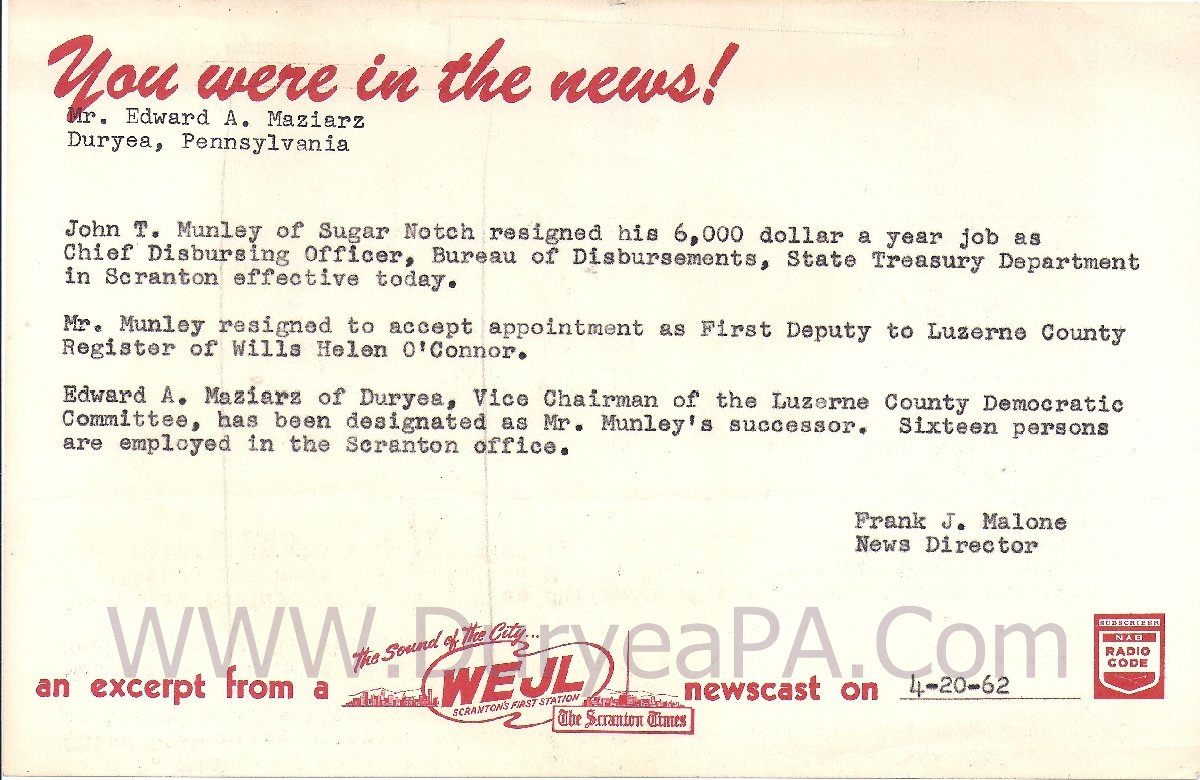 You were in the news!
Mr. Edward A. Maziarz
Duryea, Pennsylvania
John T. Munley of Sugar Notch resigned his 6,000 dollar a year job as
Chief Disbursing Officer, Bureau of Disbursements, State Treasury Department
in Scranton effective today.
Mr. Munley resigned to accept appointment as First Deputy to Luzerne County
Register of Wills Helen O'Connor.
Edward A. Maziarz of Duryea, Vice Chairman of the Luzerne County Democratic
Committee, has been designated as Mr. Munley's successor. Sixteen persons
are employed in the Scranton office.
Frank J. Malone
News Director
WWW.DuryeaPA.Com
The Sound of The City...
an excerpt from a WEJL newscast on 4-20-62
SCRANTON'S FIRST STATION
The Scranton Times
SUBSCRIBER
NAB
RADIO
CODE